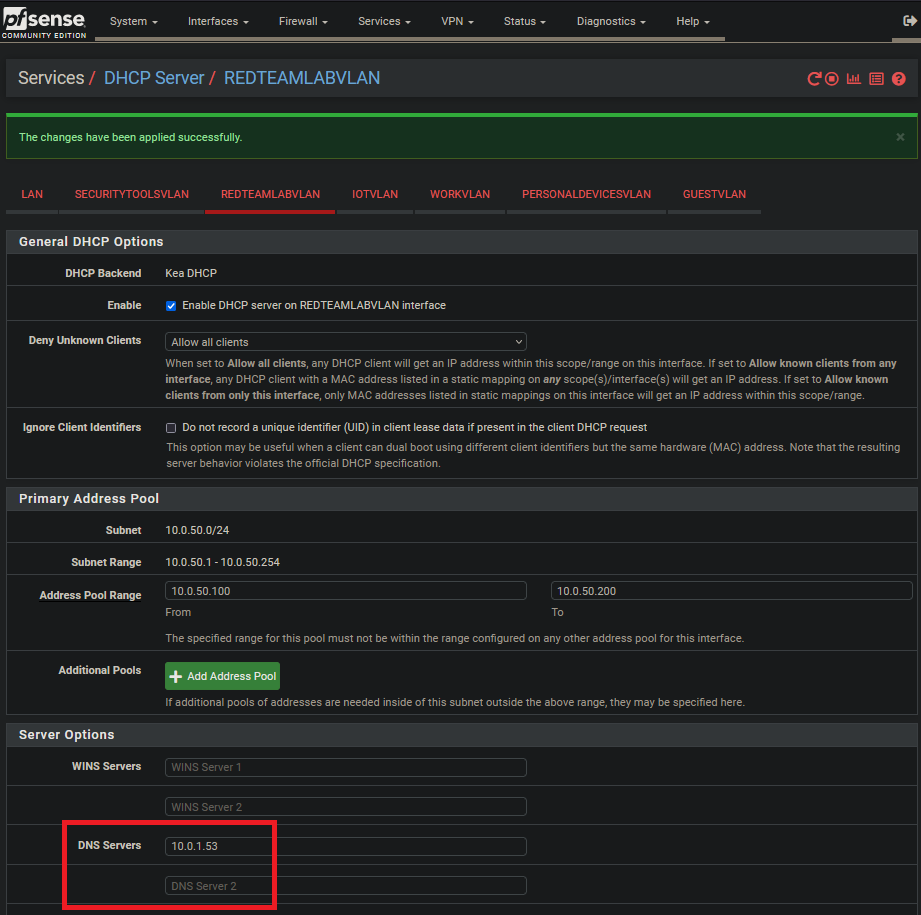 pfsense
COMMUNITY EDITION
System Interfaces Firewall Services VPN Status Diagnostics Help
Services / DHCP Server / REDTEAMLABVLAN
The changes have been applied successfully. ×
LAN SECURITYTOOLSVLAN REDTEAMLABVLAN IOTVLAN WORKVLAN PERSONALDEVICESVLAN GUESTVLAN
General DHCP Options
DHCP Backend Kea DHCP
Enable Enable DHCP server on REDTEAMLABVLAN interface
Deny Unknown Clients Allow all clients
When set to Allow all clients, any DHCP client will get an IP address within this scope/range on this interface. If set to Allow known clients from any
interface, any DHCP client with a MAC address listed in a static mapping on any scope(s)/interface(s) will get an IP address. If set to Allow known
clients from only this interface, only MAC addresses listed in static mappings on this interface will get an IP address within this scope/range.
Ignore Client Identifiers Do not record a unique identifier (UID) in client lease data if present in the client DHCP request
This option may be useful when a client can dual boot using different client identifiers but the same hardware (MAC) address. Note that the resulting
server behavior violates the official DHCP specification.
Primary Address Pool
Subnet 10.0.50.0/24
Subnet Range 10.0.50.1 - 10.0.50.254
Address Pool Range 10.0.50.100 10.0.50.200
From To
The specified range for this pool must not be within the range configured on any other address pool for this interface.
Additional Pools + Add Address Pool
If additional pools of addresses are needed inside of this subnet outside the above range, they may be specified here.
Server Options
WINS Servers WINS Server 1
WINS Server 2
DNS Servers 10.0.1.53
DNS Server 2